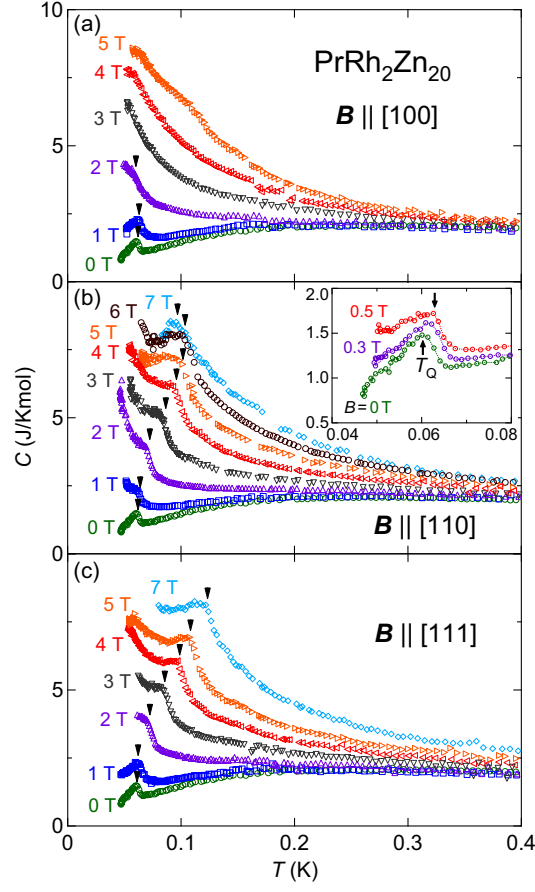 10
(a)
5 T
4 T
3 T
2 T
1 T
0 T
PrRh2Zn20
B || [100]
5
0
(b)
7 T
6 T
5 T
4 T
3 T
2 T
1 T
0 T
2.0
1.5
1.0
0.5
0.5 T
0.3 T
B = 0 T
TQ
0.04
0.06
0.08
B || [110]
5
0
C (J/Kmol)
(c)
7 T
5 T
4 T
3 T
2 T
1 T
0 T
B || [111]
5
0
0
0.1
0.2
0.3
0.4
T (K)